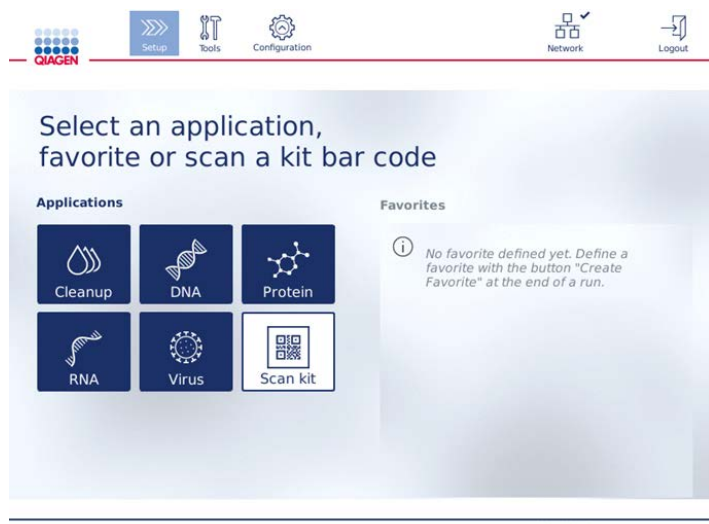 QIAGEN
Setup
Tools
Configuration
Network
Logout
Select an application,
favorite or scan a kit bar code
Applications
Favorites
Cleanup
DNA
Protein
RNA
Virus
Scan kit
No favorite defined yet. Define a
favorite with the button "Create
Favorite" at the end of a run.